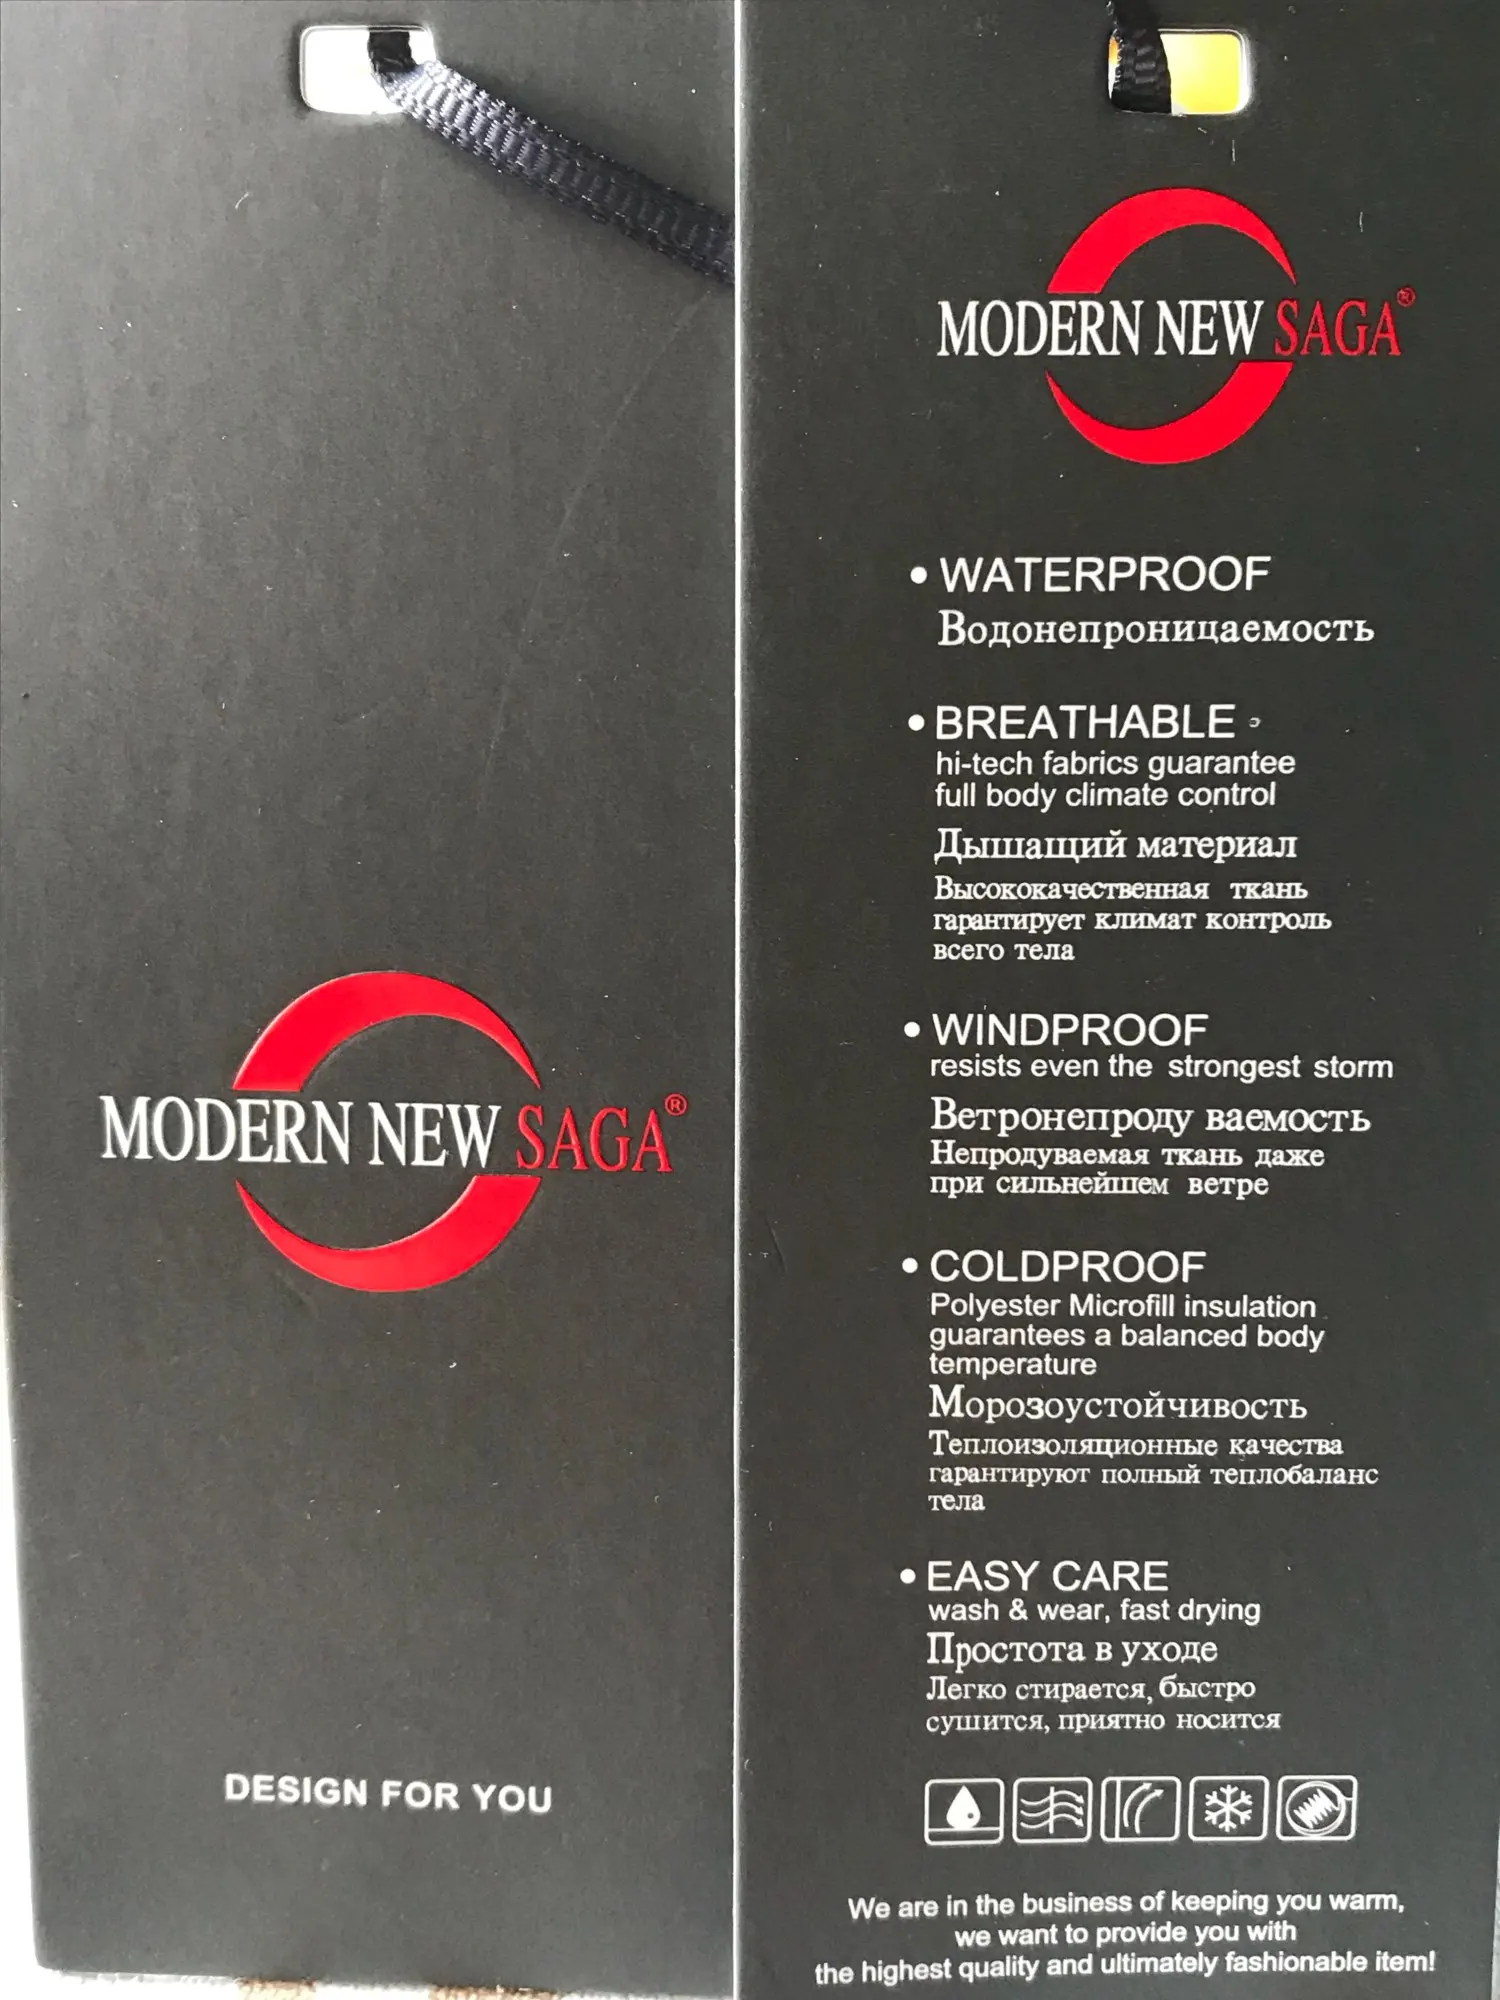 MODERN NEW SAGA®
DESIGN FOR YOU
MODERN NEW SAGA®
• WATERPROOF
Водонепроницаемость
• BREATHABLE
hi-tech fabrics guarantee
full body climate control
Дышащий материал
Высококачественная ткань
гарантирует климат контроль
всего тела
• WINDPROOF
resists even the strongest storm
Ветронепроду ваемость
Непродуваемая ткань даже
при сильнейшем ветре
• COLDPROOF
Polyester Microfill insulation
guarantees a balanced body
temperature
Морозоустойчивость
Теплоизоляционные качества
гарантируют полный теплобаланс
тела
• EASY CARE
wash & wear, fast drying
Простота в уходе
Легко стирается, быстро
сушится, приятно носится
We are in the business of keeping you warm,
we want to provide you with
the highest quality and ultimately fashionable item!